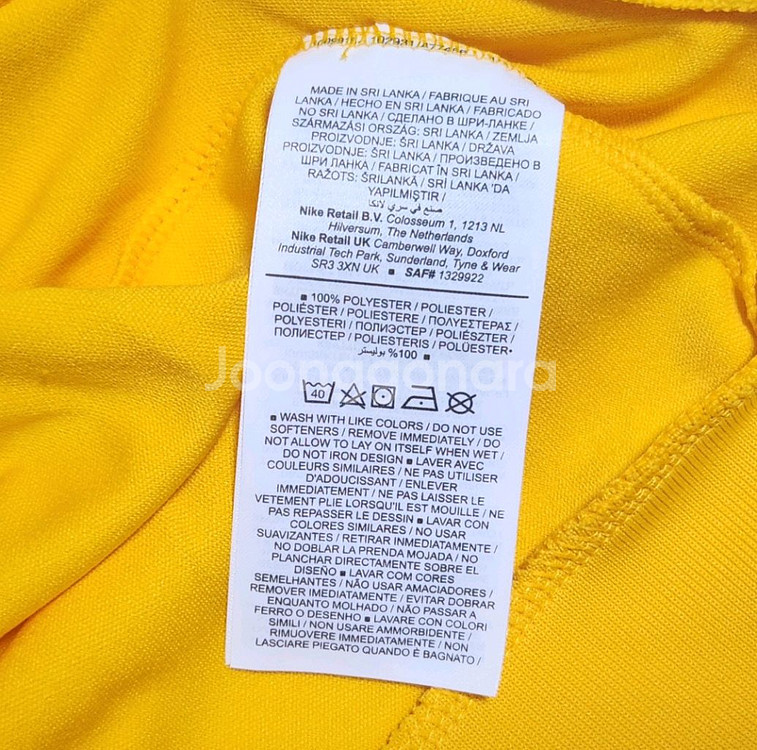 MADE IN SRI LANKA / FABRIQUE AU SRI
LANKA / HECHO EN SRI LANKA / FABRICADO
NO SRI LANKA / СДЕЛАНО В ШРИ-ЛАНКЕ /
SZÁRMAZÁSI ORSZÁG: SRI LANKA / ZEMLJA
PROIZVODNJE: ŠRI LANKA / DRŽAVA
PROIZVODNJE: ŠRI LANKA / ПРОИЗВЕДЕНО В
ШРИ ЛАНКА / FABRICAT ÎN SRI LANKA /
RAŽOTS: ŠRILANKĀ / SRİ LANKA 'DA
YAPILMIŞTIR /
صنع في سري لانكا
Nike Retail B.V. Colosseum 1, 1213 NL
Hilversum, The Netherlands
Nike Retail UK Camberwell Way, Doxford
Industrial Tech Park, Sunderland, Tyne & Wear
SR3 3XN UK ■ SAF# 1329922
■ 100% POLYESTER / POLIESTER /
POLIÉSTER / POLIESTERE / ΠΟΛΥΕΣΤΕΡΑΣ /
POLYESTERI / ПОЛИЭСТЕР / POLIÉSZTER /
ПОЛИЕСТЕР / POLIESTERIS / POLÜESTER•
100% بوليستر ■
Joonggonara
40
■ WASH WITH LIKE COLORS / DO NOT USE
SOFTENERS / REMOVE IMMEDIATELY / DO
NOT ALLOW TO LAY ON ITSELF WHEN WET /
DO NOT IRON DESIGN ■ LAVER AVEC
COULEURS SIMILAIRES / NE PAS UTILISER
D'ADOUCISSANT / ENLEVER
IMMEDIATEMENT / NE PAS LAISSER LE
VETEMENT PLIE LORSQU'IL EST MOUILLE / NE
PAS REPASSER LE DESSIN ■ LAVAR CON
COLORES SIMILARES / NO USAR
SUAVIZANTES / RETIRAR INMEDIATAMENTE /
NO DOBLAR LA PRENDA MOJADA / NO
PLANCHAR DIRECTAMENTE SOBRE EL
DISEÑO ■ LAVAR COM CORES
SEMELHANTES / NÃO USAR AMACIADORES /
REMOVER IMEDIATAMENTE / EVITAR DOBRAR
ENQUANTO MOLHADO / NÃO PASSAR A
FERRO O DESENHO ■ LAVARE CON COLORI
SIMILI / NON USARE AMMORBIDENTE /
RIMUOVERE IMMEDIATAMENTE / NON
LASCIARE PIEGATO QUANDO È BAGNATO /